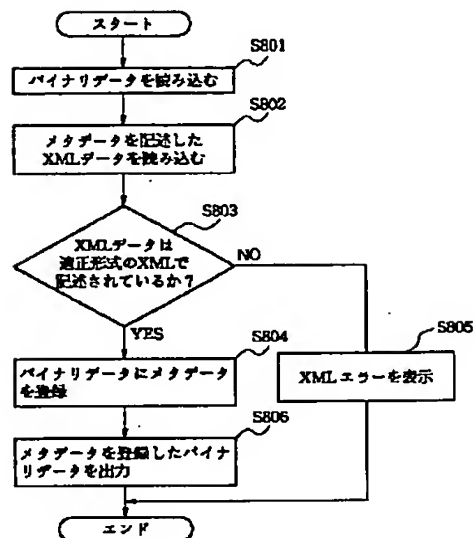 スタート
S801
バイナリデータを読み込む
S802
メタデータを記述した
XMLデータを読み込む
S803
XMLデータは
適正形式のXMLで
記述されているか？
NO
YES
S804
S805
バイナリデータにメタデータ
を登録
XMLエラーを表示
S806
メタデータを登録したバイナ
リデータを出力
エンド